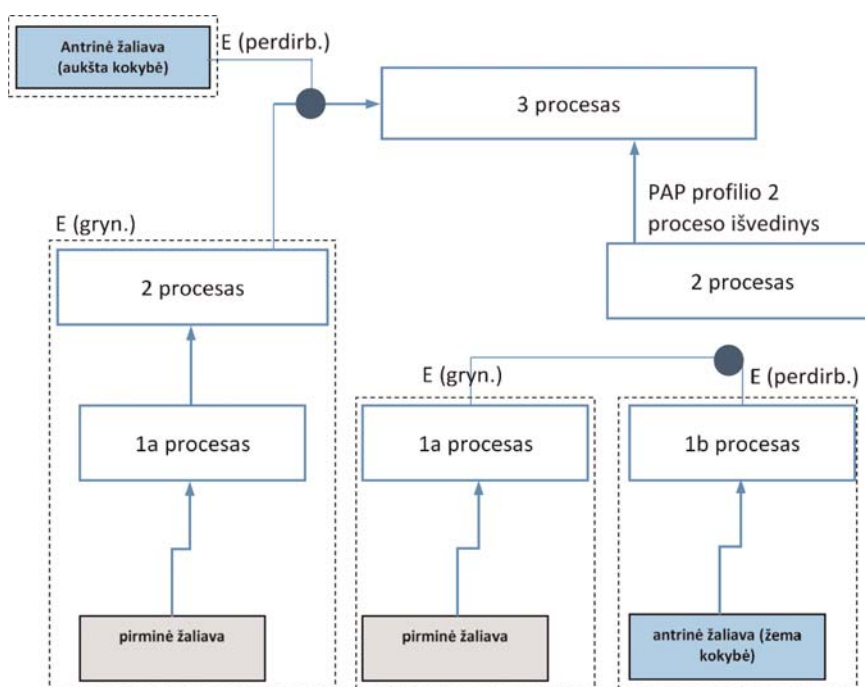 Antrinė žaliava
(aukšta kokybė)
E (perdirb.)
3 procesas
PAP profilio 2
proceso išvedinys
E (gryn.)
2 procesas
2 procesas
E (gryn.)
E (perdirb.)
1a procesas
1a procesas
1b procesas
pirminė žaliava
pirminė žaliava
antrinė žaliava (žema
kokybė)